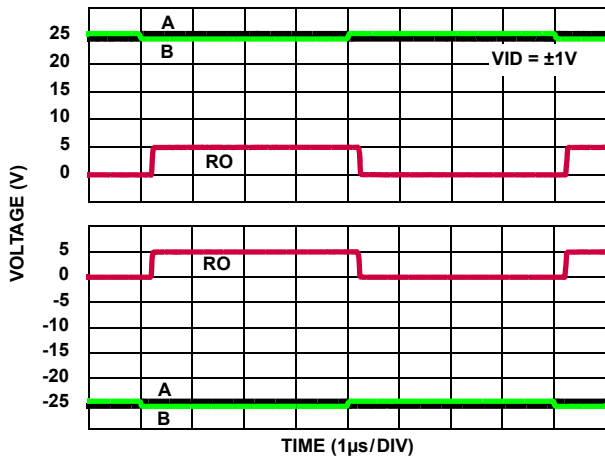 A
25
B
20
VID = ±1V
15
10
5
RO
0
VOLTAGE (V)
5
RO
0
-5
-10
-15
-20
A
-25
B
TIME (1µs/DIV)